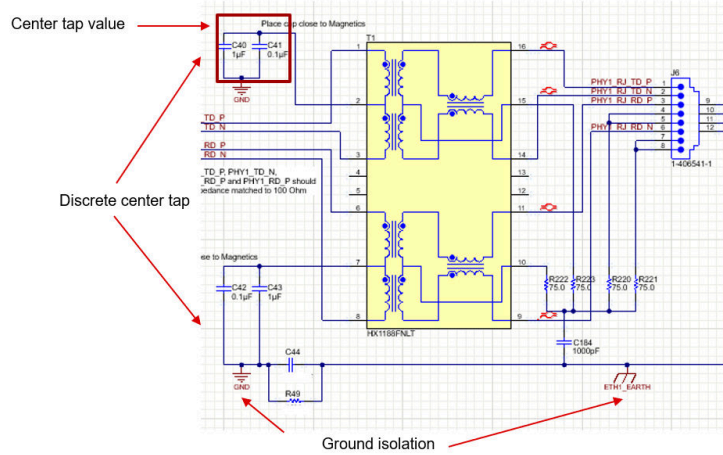 Center tap value
Place cap close to Magnetics
C40
1µF
C41
0.1µF
GND
T1
1
16
2
15
3
14
4
13
5
12
6
11
7
10
8
9
HX1188FNLT
TD_P
TD_N
RD_P
RD_N
_TD_P, PHY1_TD_N,
_RD_P and PHY1_RD_P should
pedance matched to 100 Ohm
Discrete center tap
PHY1_RJ_TD_P
PHY1_RJ_TD_N
PHY1_RJ_RD_P
PHY1_RJ_RD_N
J6
1
2
3
4
5
6
7
8
9
10
11
12
1-406541-1
se to Magnetics
C42
0.1µF
C43
1µF
R222
75.0
R223
75.0
R220
75.0
R221
75.0
C184
1000pF
C44
R49
GND
ETH1_EARTH
Ground isolation